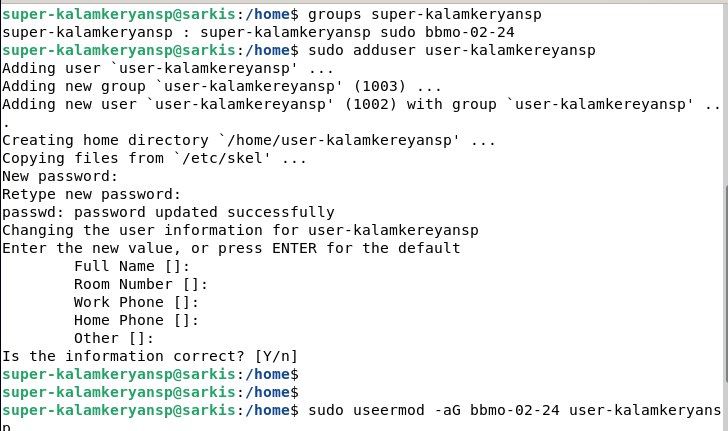 super-kalamkeryansp@sarkis:/home$ groups super-kalamkeryansp
super-kalamkeryansp : super-kalamkeryansp sudo bbmo-02-24
super-kalamkeryansp@sarkis:/home$ sudo adduser user-kalamkereyansp
Adding user `user-kalamkereyansp' ...
Adding new group `user-kalamkereyansp' (1003) ...
Adding new user `user-kalamkereyansp' (1002) with group `user-kalamkereyansp' ..
.
Creating home directory `/home/user-kalamkereyansp' ...
Copying files from `/etc/skel' ...
New password:
Retype new password:
passwd: password updated successfully
Changing the user information for user-kalamkereyansp
Enter the new value, or press ENTER for the default
        Full Name []:
        Room Number []:
        Work Phone []:
        Home Phone []:
        Other []:
Is the information correct? [Y/n]
super-kalamkeryansp@sarkis:/home$
super-kalamkeryansp@sarkis:/home$
super-kalamkeryansp@sarkis:/home$ sudo useermod -aG bbmo-02-24 user-kalamkeryans
p